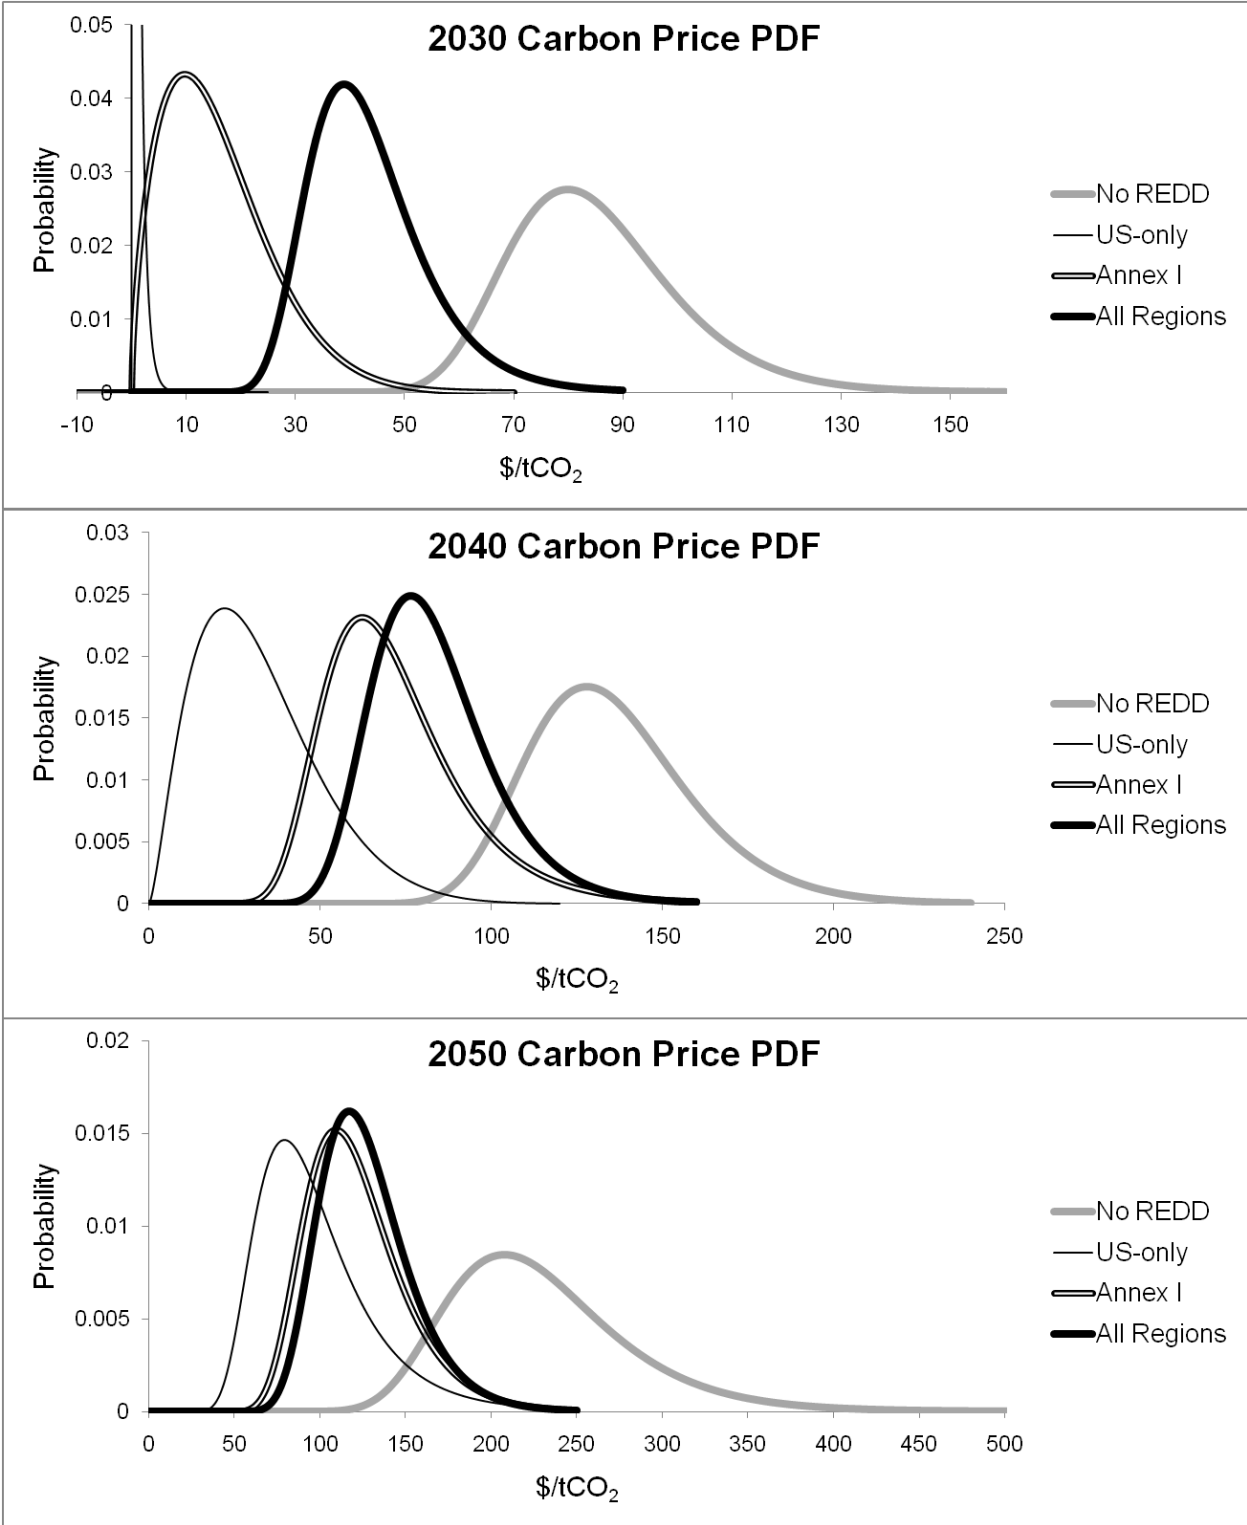 2030 Carbon Price PDF
0.05
0.04
0.03
0.02
0.01
0
Probability
-10 10 30 50 70 90 110 130 150
$/tCO₂
No REDD
US-only
Annex I
All Regions
2040 Carbon Price PDF
0.03
0.025
0.02
0.015
0.01
0.005
0
Probability
0 50 100 150 200 250
$/tCO₂
No REDD
US-only
Annex I
All Regions
2050 Carbon Price PDF
0.02
0.015
0.01
0.005
0
Probability
0 50 100 150 200 250 300 350 400 450 500
$/tCO₂
No REDD
US-only
Annex I
All Regions